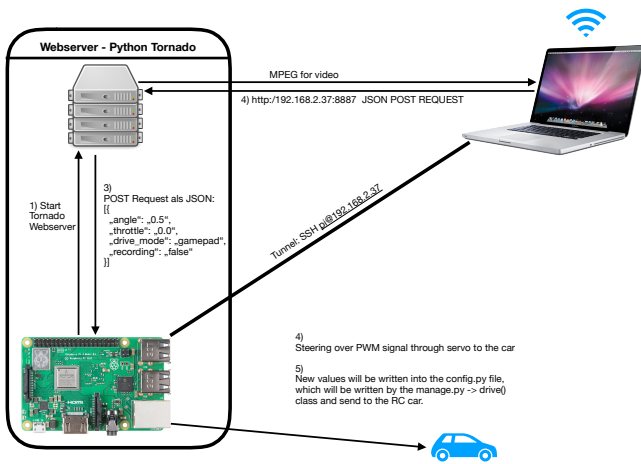 Webserver - Python Tornado
MPEG for video
4) http:/192.168.2.37:8887  JSON POST REQUEST
1) Start
Tornado
Webserver
3)
POST Request als JSON:
[{
„angle“: „0.5“,
„throttle“: „0.0“,
„drive_mode“: „gamepad“,
„recording“: „false“
}]
Tunnel: SSH pi@192.168.2.37
4)
Steering over PWM signal through servo to the car
5)
New values will be written into the config.py file,
which will be written by the manage.py -> drive()
class and send to the RC car.
HDMI